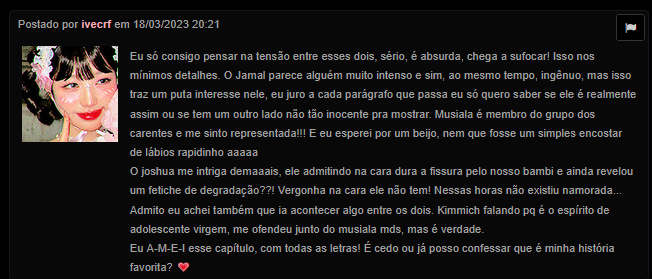 Postado por ivecrf em 18/03/2023 20:21
Eu só consigo pensar na tensão entre esses dois, sério, é absurda, chega a sufocar! Isso nos
mínimos detalhes. O Jamal parece alguém muito intenso e sim, ao mesmo tempo, ingênuo, mas isso
traz um puta interesse nele, eu juro a cada parágrafo que passa eu só quero saber se ele é realmente
assim ou se tem um outro lado não tão inocente pra mostrar. Musiala é membro do grupo dos
carentes e me sinto representada!!! E eu esperei por um beijo, nem que fosse um simples encostar
de lábios rapidinho aaaaa
O joshua me intriga demaaais, ele admitindo na cara dura a fissura pelo nosso bambi e ainda revelou
um fetiche de degradação??! Vergonha na cara ele não tem! Nessas horas não existiu namorada...
Admito eu achei também que ia acontecer algo entre os dois. Kimmich falando pq é o espírito de
adolescente virgem, me ofendeu junto do musiala mds, mas é verdade.
Eu A-M-E-I esse capítulo, com todas as letras! É cedo ou já posso confessar que é minha história
favorita? ❤️